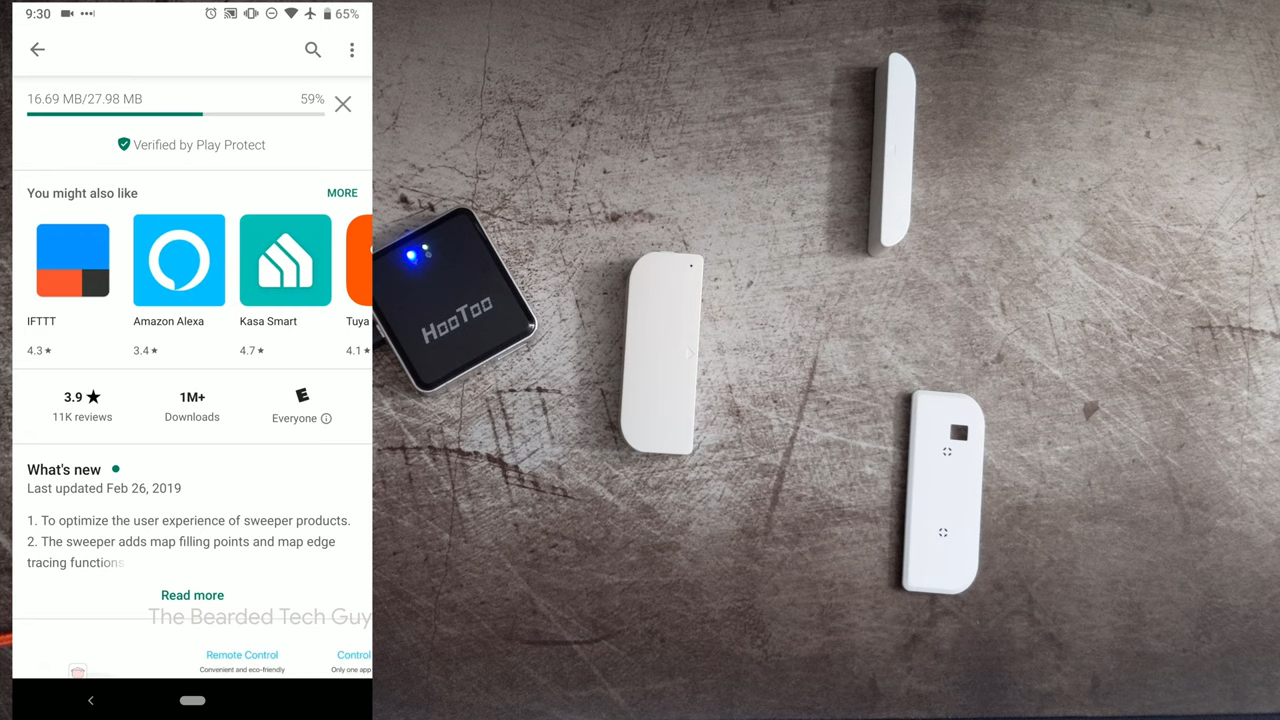 9:30
65%
16.69 MB/27.98 MB
59%
Verified by Play Protect
You might also like
MORE
IFTTT
Amazon Alexa
Kasa Smart
Tuya
4.3★
3.4★
4.7★
4.1★
3.9★
1M+
E
11K reviews
Downloads
Everyone
What's new
Last updated Feb 26, 2019
1. To optimize the user experience of sweeper products.
2. The sweeper adds map filling points and map edge
tracing functions
Read more
The Bearded Tech Guy
Remote Control
Control
Convenient and eco-friendly
Only one app
HooToo